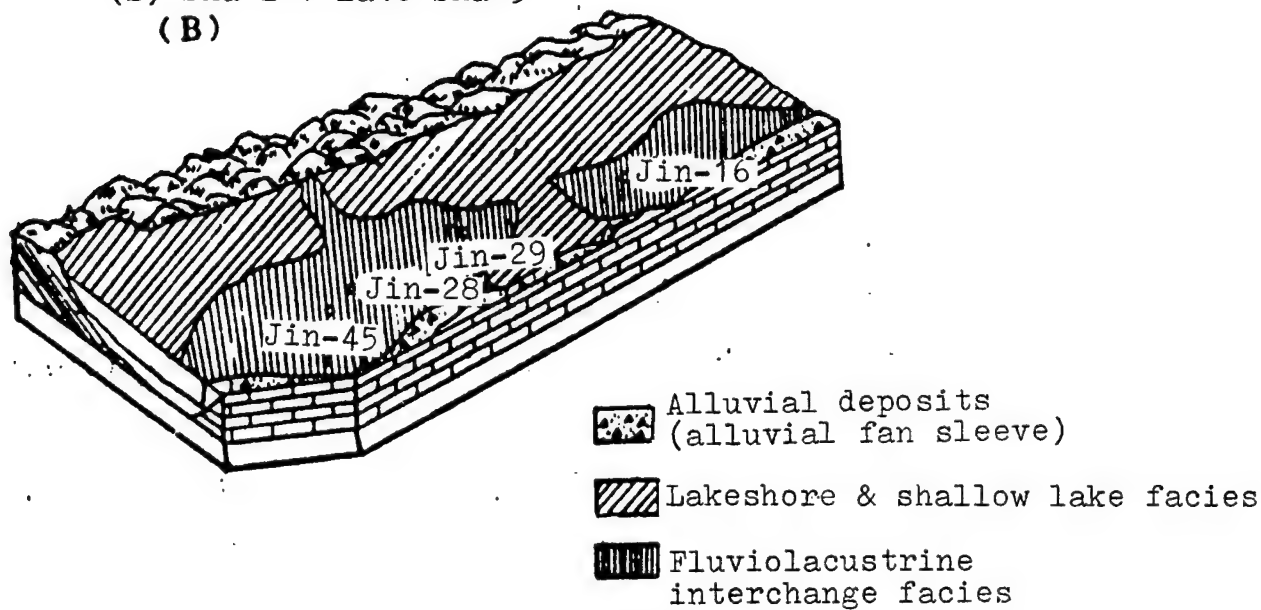 (B)
Jin-16
Jin-29
Jin-28
Jin-45
Alluvial deposits
(alluvial fan sleeve)
Lakeshore & shallow lake facies
Fluviolacustrine
interchange facies